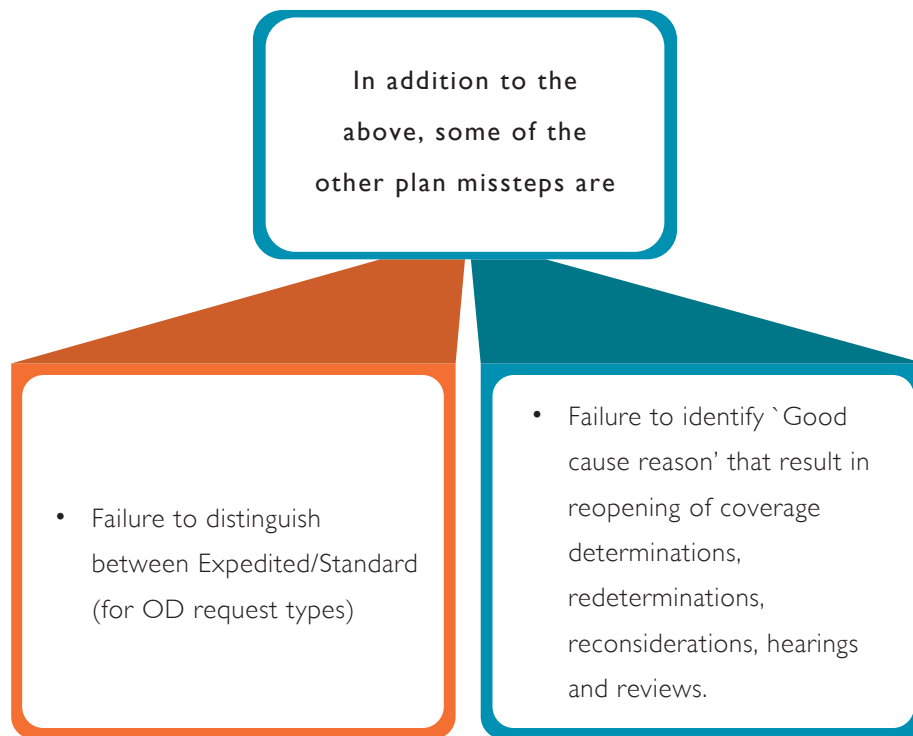 In addition to the
above, some of the
other plan missteps are
• Failure to distinguish
between Expedited/Standard
(for OD request types)
• Failure to identify `Good
cause reason’ that result in
reopening of coverage
determinations,
redeterminations,
reconsiderations, hearings
and reviews.